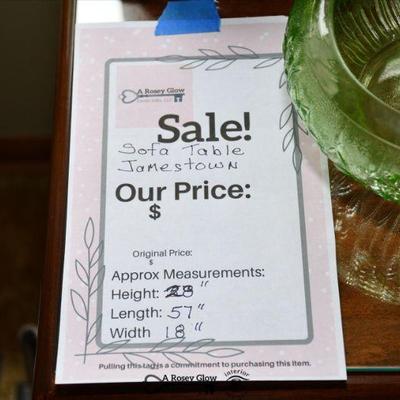 A Rosey Glow
Sale!
Sofa Table
Jamestown
Our Price:
$
Original Price:
$
Approx Measurements:
Height: 28"
Length: 57"
Width 18"
Pulling this tag is a commitment to purchasing this item.
A Rosey Glow
interior